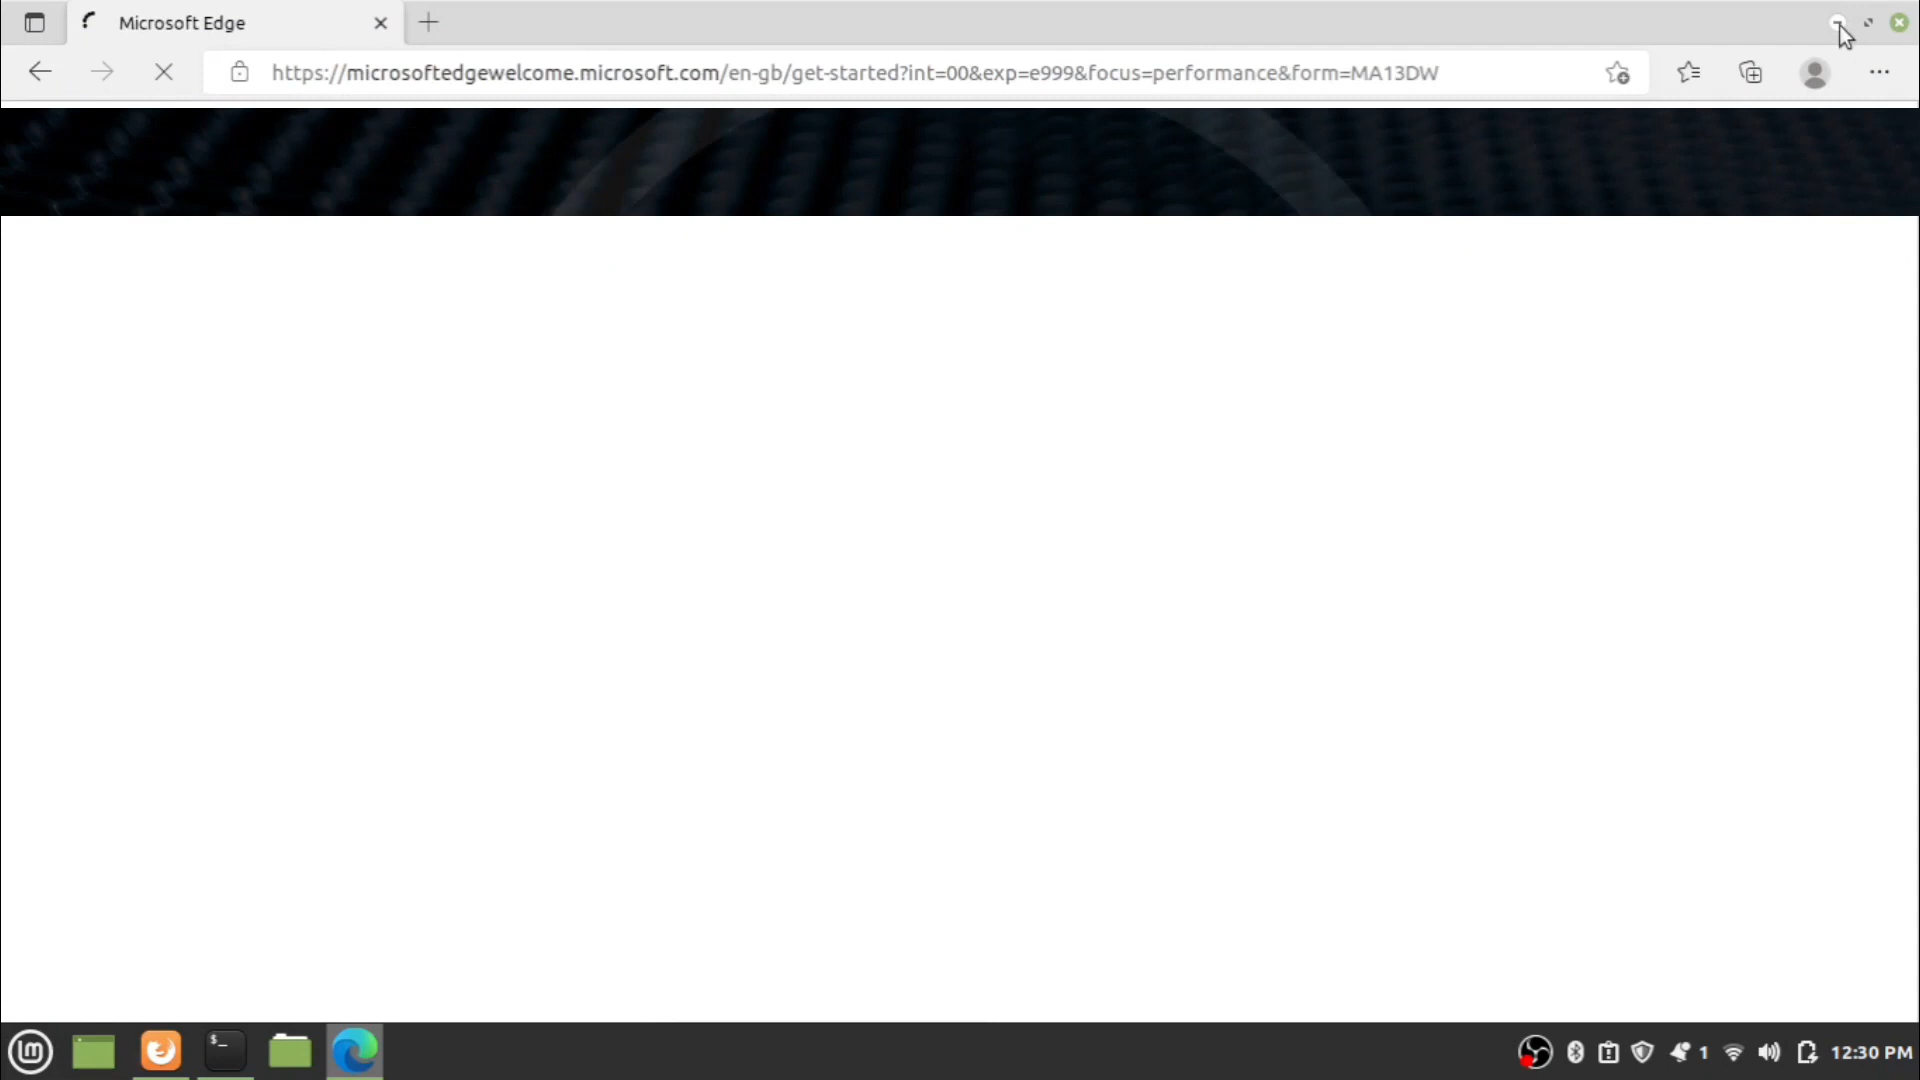 Microsoft Edge
https://microsoftedgewelcome.microsoft.com/en-gb/get-started?int=00&exp=e999&focus=performance&form=MA13DW
$_
lm
1
12:30 PM